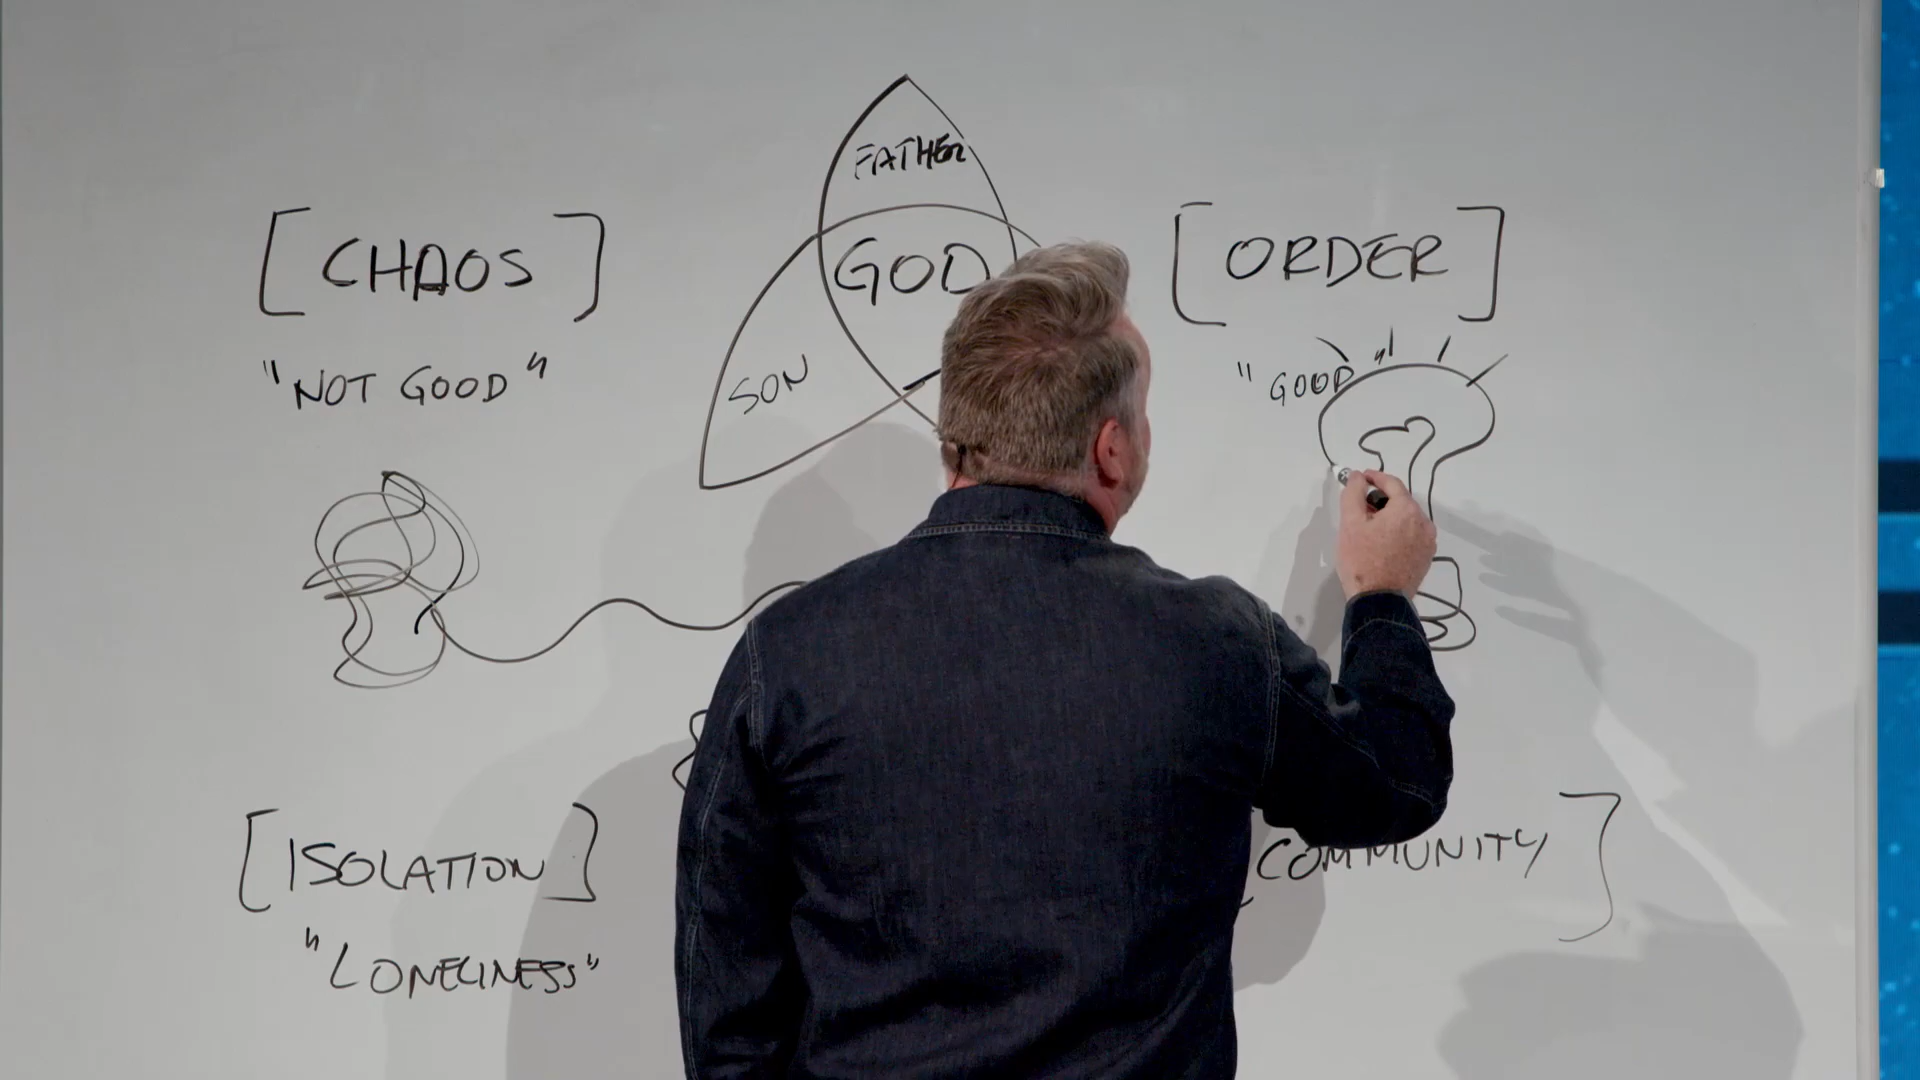 FATHER
[CHAOS]
GOD
[ORDER]
"NOT GOOD"
SON
"GOOD"
[ISOLATION]
COMMUNITY]
"LONELINESS"